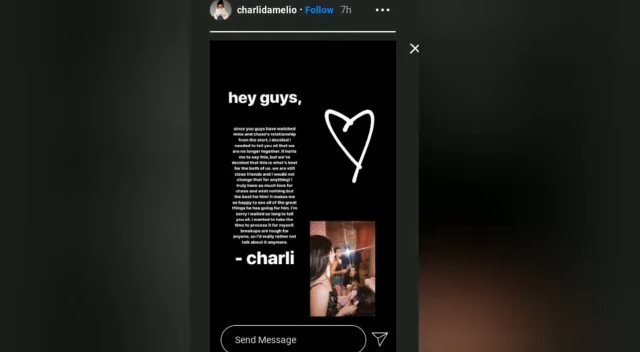 charlidamelio • Follow 7h
hey guys,
since you guys have watched
mine and chase's relationship
from the start, i decided i
needed to tell you all that we
are no longer together. it hurts
me to say this, but we've
decided that this is what's best
for the both of us. we are still
close friends and i would not
change that for anything! i
truly have so much love for
chase and wish nothing but
the best for him! it makes me
so happy to see all of the great
things he has going for him. i'm
sorry i waited so long to tell
you all. i wanted to take the
time to process it for myself.
breakups are tough for
anyone, so i'd really rather not
talk about it anymore.
- charli
Send Message